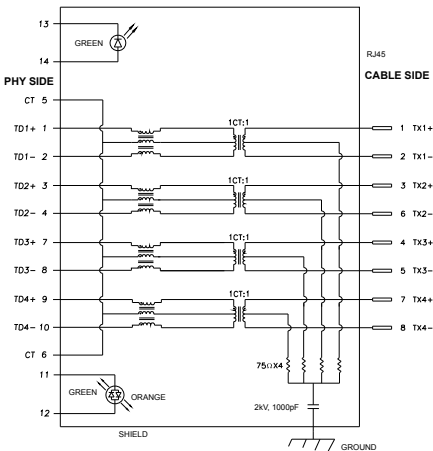 13
GREEN
14
RJ45
PHY SIDE
CABLE SIDE
CT 5
1CT:1
TD1+ 1
1 TX1+
TD1- 2
2 TX1-
1CT:1
TD2+ 3
3 TX2+
TD2- 4
6 TX2-
1CT:1
TD3+ 7
4 TX3+
TD3- 8
5 TX3-
1CT:1
TD4+ 9
7 TX4+
TD4- 10
8 TX4-
CT 6
75ΩX4
11
GREEN
ORANGE
2kV, 1000pF
12
SHIELD
GROUND